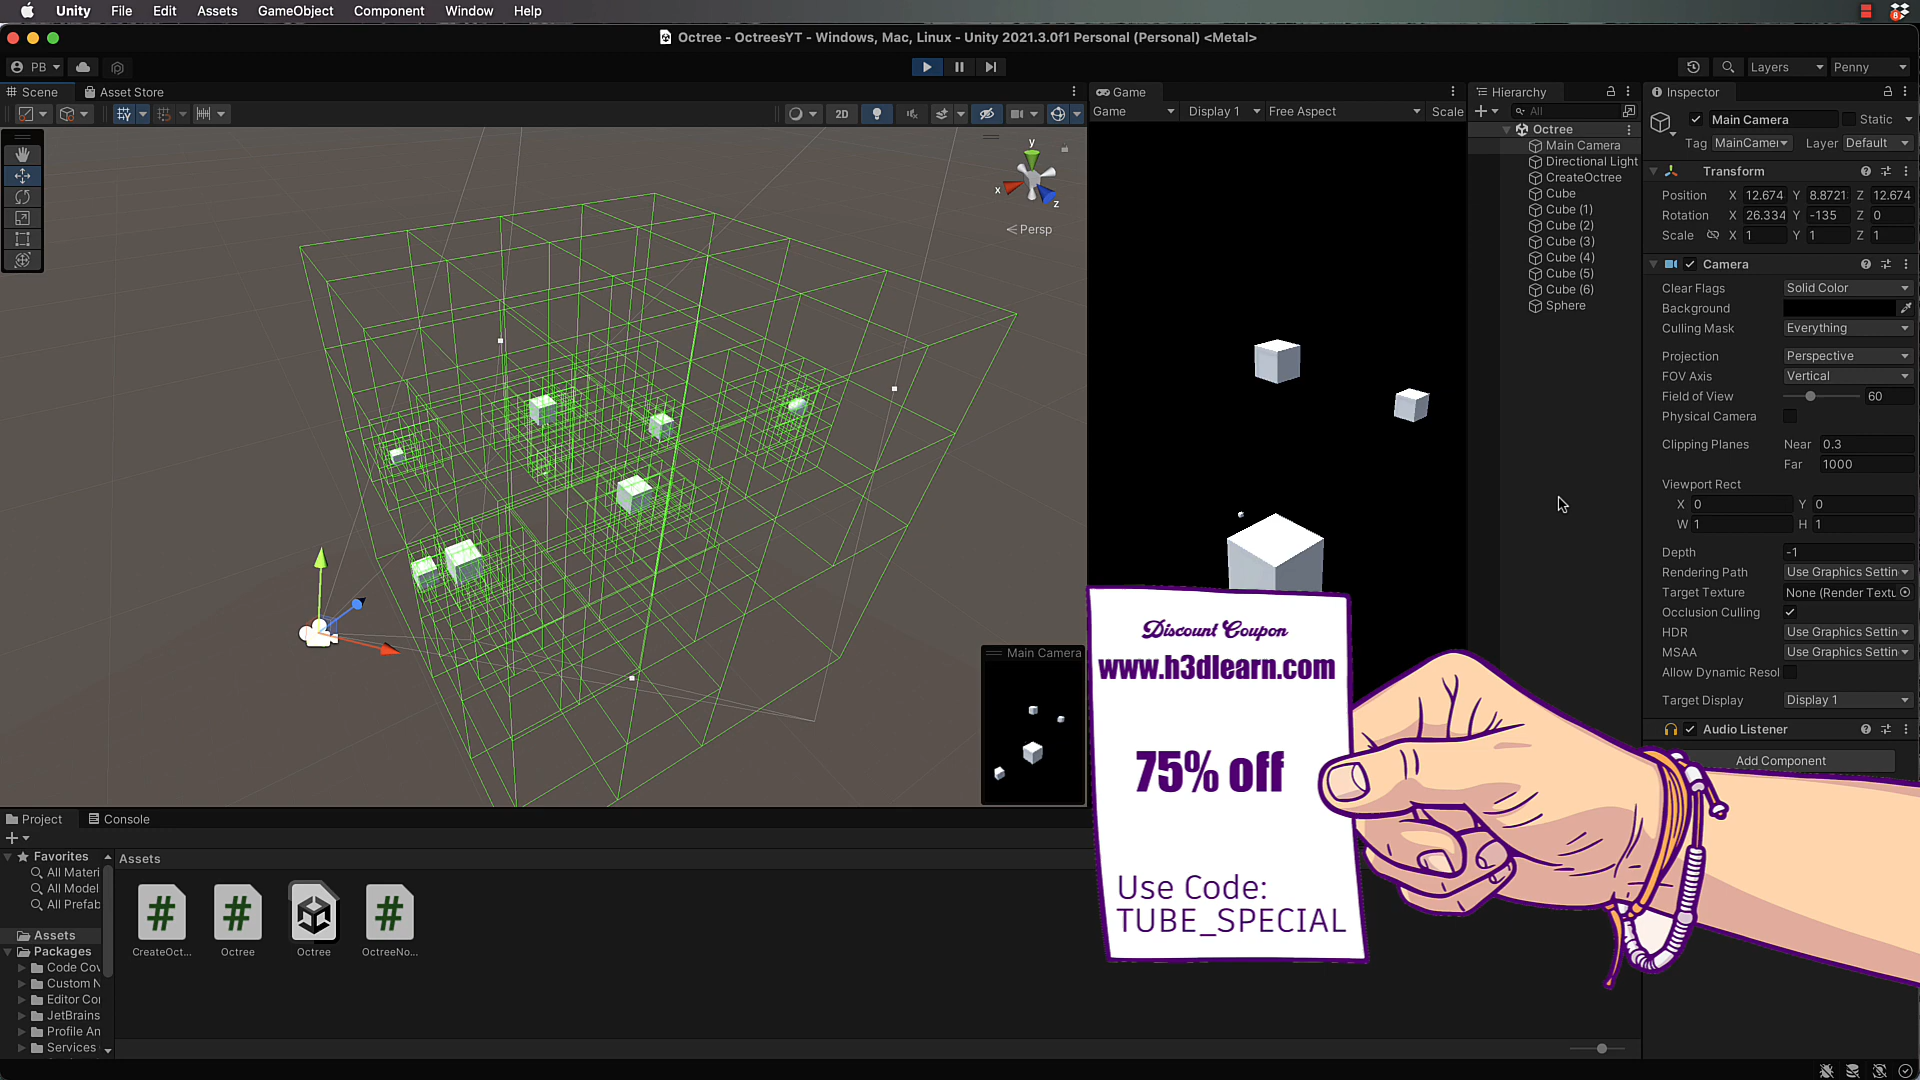 Unity File Edit Assets GameObject Component Window Help
8
Octree - OctreesYT - Windows, Mac, Linux - Unity 2021.3.0f1 Personal (Personal) <Metal>
PB Layers Penny
Scene Asset Store
2D
y
x
z
Persp
Main Camera
Game
Game Display 1 Free Aspect Scale
Hierarchy
All
Octree
Main Camera
Directional Light
CreateOctree
Cube
Cube (1)
Cube (2)
Cube (3)
Cube (4)
Cube (5)
Cube (6)
Sphere
Inspector
Main Camera Static
Tag MainCamer Layer Default
Transform
Position X 12.674 Y 8.8721 Z 12.674
Rotation X 26.334 Y -135 Z 0
Scale X 1 Y 1 Z 1
Camera
Clear Flags Solid Color
Background
Culling Mask Everything
Projection Perspective
FOV Axis Vertical
Field of View 60
Physical Camera
Clipping Planes Near 0.3
Far 1000
Viewport Rect
X 0 Y 0
W 1 H 1
Depth -1
Rendering Path Use Graphics Settin
Target Texture None (Render Textu
Occlusion Culling
HDR Use Graphics Settin
MSAA Use Graphics Settin
Allow Dynamic Resol
Target Display Display 1
Audio Listener
Add Component
Discount Coupon
www.h3dlearn.com
75% off
Use Code:
TUBE_SPECIAL
Project Console
Favorites
All Materi
All Model
All Prefab
Assets
Packages
Code Cov
Custom N
Editor Cor
JetBrains
Profile An
Services
Assets
CreateOct... Octree Octree OctreeNo...